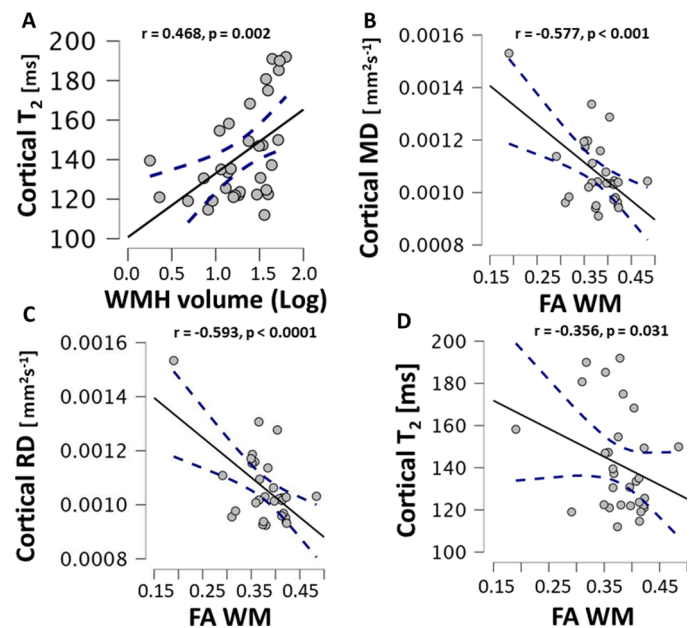 A
r = 0.468, p = 0.002
200
180
160
140
120
100
Cortical T₂ [ms]
0.0 0.5 1.0 1.5 2.0
WMH volume (Log)
B
r = -0.577, p < 0.001
0.0016
0.0014
0.0012
0.0010
0.0008
Cortical MD [mm²s⁻¹]
0.15 0.25 0.35 0.45
FA WM
C
r = -0.593, p < 0.0001
0.0016
0.0014
0.0012
0.0010
0.0008
Cortical RD [mm²s⁻¹]
0.15 0.25 0.35 0.45
FA WM
D
r = -0.356, p = 0.031
200
180
160
140
120
100
Cortical T₂ [ms]
0.15 0.25 0.35 0.45
FA WM